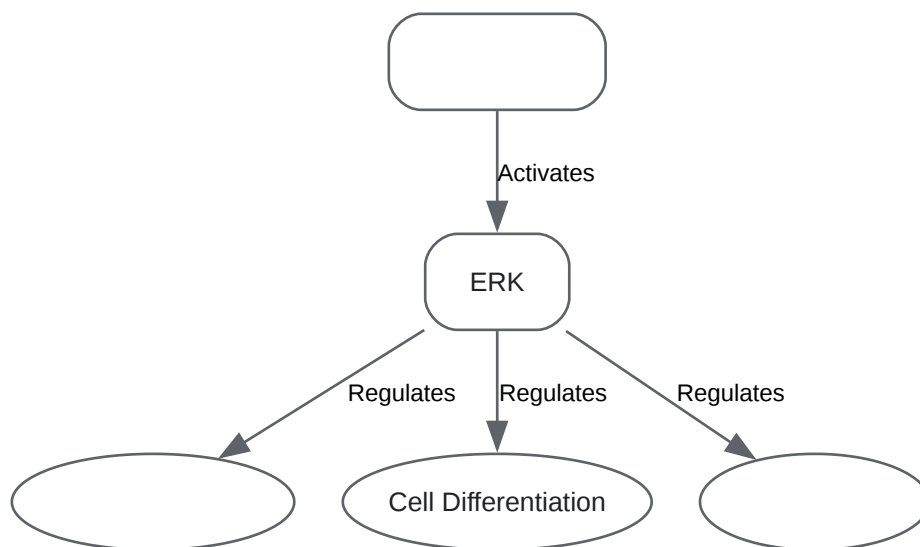 Activates
ERK
Regulates
Regulates
Regulates
Cell Differentiation